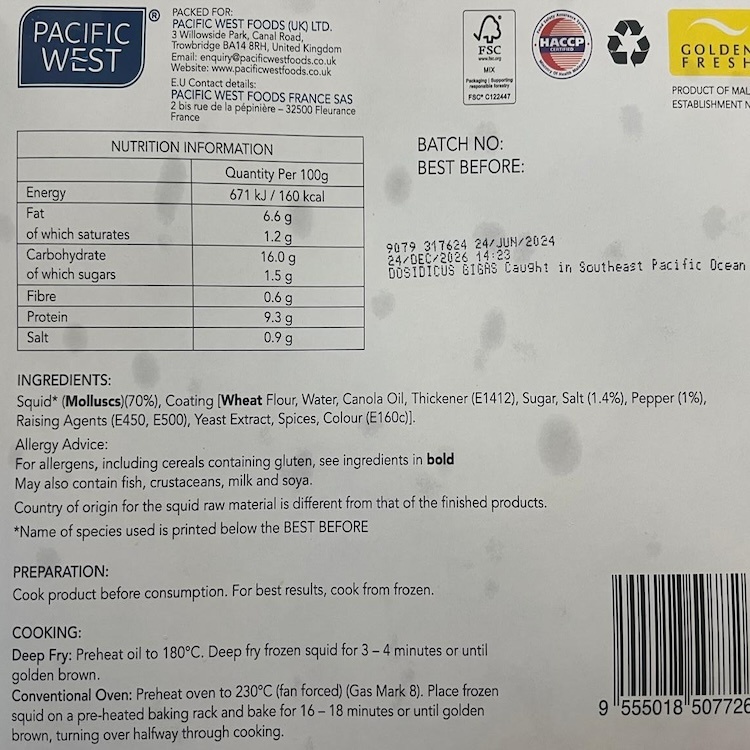 PACIFIC
WEST
®
PACKED FOR:
PACIFIC WEST FOODS (UK) LTD.
3 Willowside Park, Canal Road,
Trowbridge BA14 8RH, United Kingdom
Email: enquiry@pacificwestfoods.co.uk
Website: www.pacificwestfoods.co.uk
E.U Contact details:
PACIFIC WEST FOODS FRANCE SAS
2 bis rue de la pépinière – 32500 Fleurance
France
FSC
www.fsc.org
MIX
Packaging | Supporting
responsible forestry
FSC® C122447
HACCP
CERTIFIED
GOLDEN
FRESH
PRODUCT OF MAL
ESTABLISHMENT N
NUTRITION INFORMATION
Quantity Per 100g
Energy 671 kJ / 160 kcal
Fat 6.6 g
of which saturates 1.2 g
Carbohydrate 16.0 g
of which sugars 1.5 g
Fibre 0.6 g
Protein 9.3 g
Salt 0.9 g
BATCH NO:
BEST BEFORE:
9079 317624 24/JUN/2024
24/DEC/2026 14:23
DOSIDICUS GIGAS Caught in Southeast Pacific Ocean
INGREDIENTS:
Squid* (Molluscs)(70%), Coating [Wheat Flour, Water, Canola Oil, Thickener (E1412), Sugar, Salt (1.4%), Pepper (1%),
Raising Agents (E450, E500), Yeast Extract, Spices, Colour (E160c)].
Allergy Advice:
For allergens, including cereals containing gluten, see ingredients in bold
May also contain fish, crustaceans, milk and soya.
Country of origin for the squid raw material is different from that of the finished products.
*Name of species used is printed below the BEST BEFORE
PREPARATION:
Cook product before consumption. For best results, cook from frozen.
COOKING:
Deep Fry: Preheat oil to 180°C. Deep fry frozen squid for 3 – 4 minutes or until
golden brown.
Conventional Oven: Preheat oven to 230°C (fan forced) (Gas Mark 8). Place frozen
squid on a pre-heated baking rack and bake for 16 – 18 minutes or until golden
brown, turning over halfway through cooking.
9 555018 507726